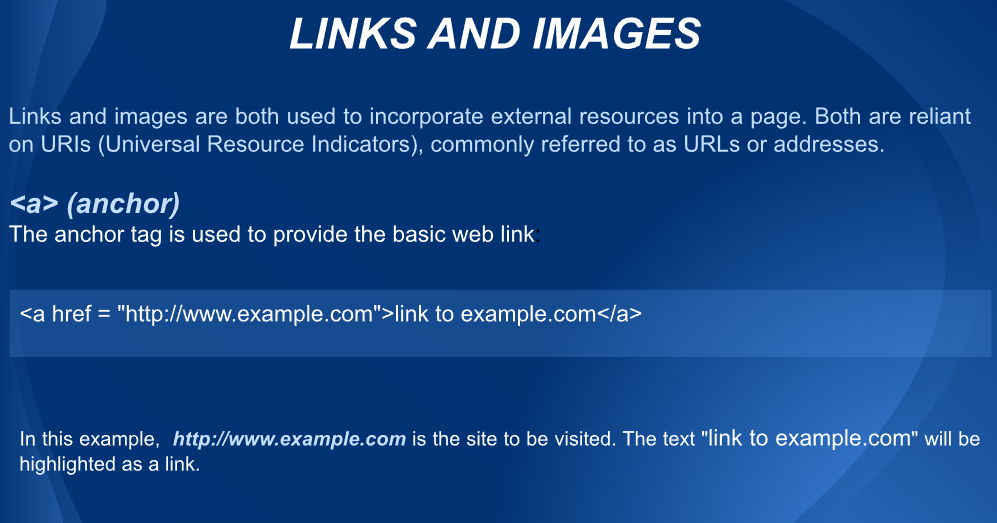 LINKS AND IMAGES
Links and images are both used to incorporate external resources into a page. Both are reliant
on URIs (Universal Resource Indicators), commonly referred to as URLs or addresses.
<a> (anchor)
The anchor tag is used to provide the basic web link:
<a href = "http://www.example.com">link to example.com</a>
In this example, http://www.example.com is the site to be visited. The text "link to example.com" will be
highlighted as a link.